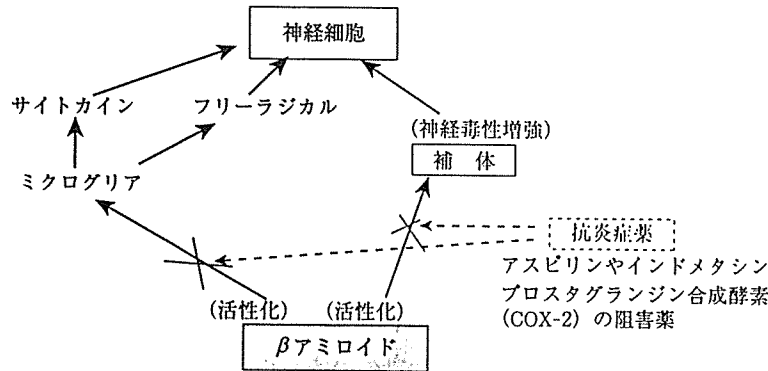 神経細胞
サイトカイン
フリーラジカル
(神経毒性増強)
補 体
ミクログリア
抗炎症薬
アスピリンやインドメタシン
プロスタグランジン合成酵素
(COX-2) の阻害薬
(活性化)
(活性化)
βアミロイド